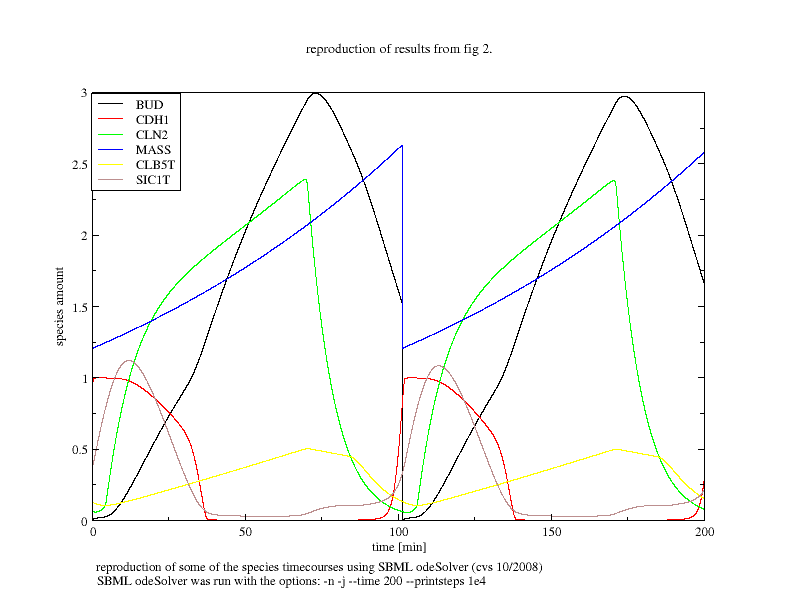 reproduction of results from fig 2.
BUD
CDH1
CLN2
MASS
CLB5T
SIC1T
3
2.5
2
1.5
1
0.5
0
species amount
0 50 100 150 200
time [min]
reproduction of some of the species timecourses using SBML odeSolver (cvs 10/2008)
SBML odeSolver was run with the options: -n -j --time 200 --printsteps 1e4